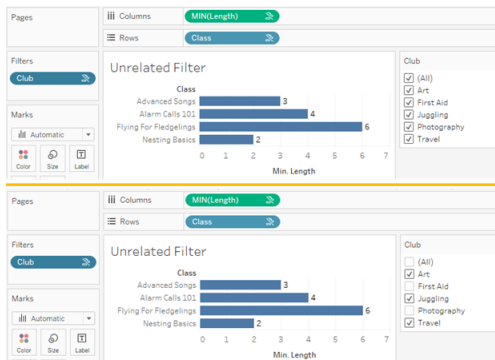 Pages
Columns
MIN(Length)
Rows
Class
Filters
Club
Unrelated Filter
Class
Advanced Songs 3
Alarm Calls 101 4
Flying For Fledgelings 6
Nesting Basics 2
0 1 2 3 4 5 6 7
Min. Length
Marks
Automatic
Color Size Label
Club
(All)
Art
First Aid
Juggling
Photography
Travel
Pages
Columns
MIN(Length)
Rows
Class
Filters
Club
Unrelated Filter
Class
Advanced Songs 3
Alarm Calls 101 4
Flying For Fledgelings 6
Nesting Basics 2
0 1 2 3 4 5 6 7
Min. Length
Marks
Automatic
Color Size Label
Club
(All)
Art
First Aid
Juggling
Photography
Travel